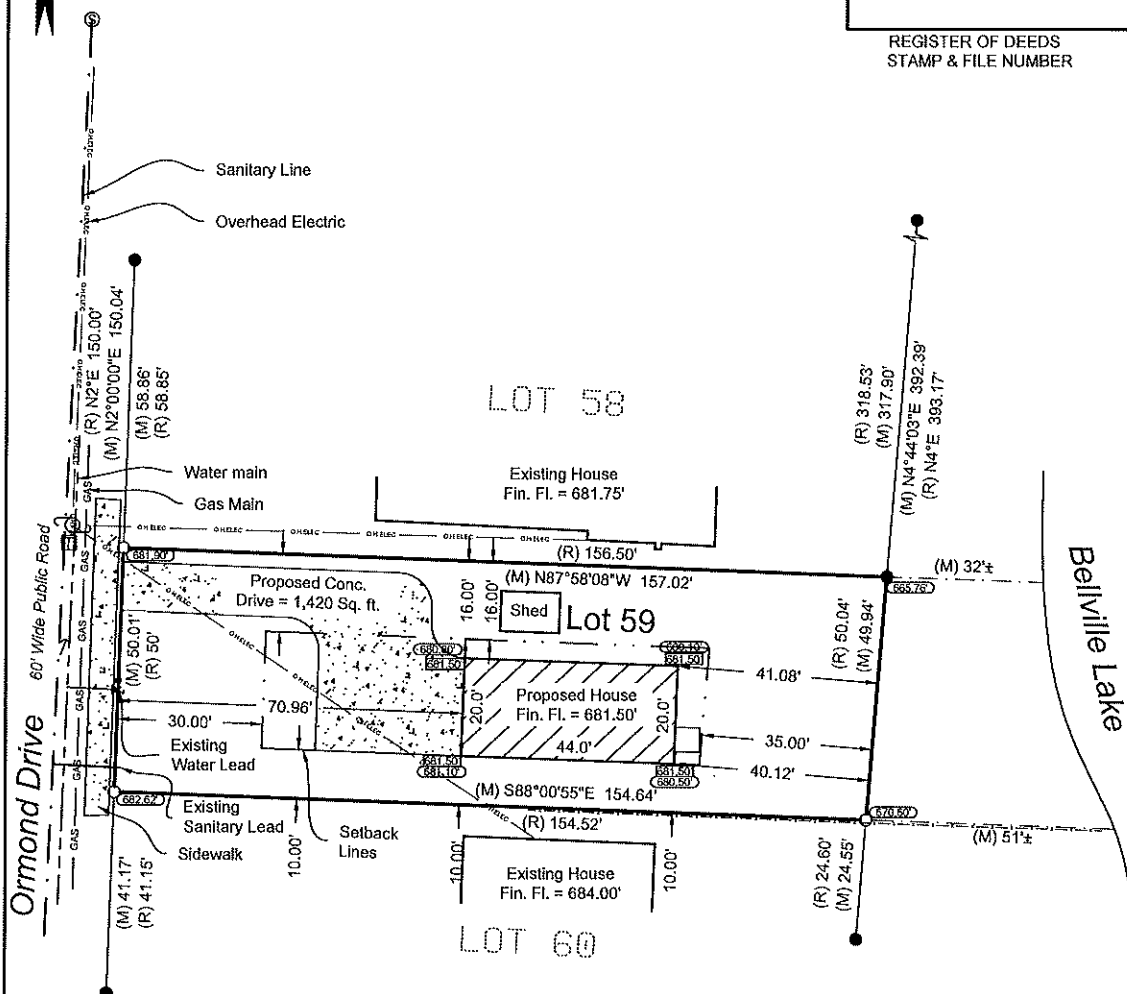 REGISTER OF DEEDS
STAMP & FILE NUMBER
S
Sanitary Line
Overhead Electric
OHELEC
(R) N2°E 150.00'
(M) N2°00'00"E 150.04'
(M) 58.86'
(R) 58.85'
(R) 318.53'
(M) 317.90'
(M) N4°44'03"E 392.39'
(R) N4°E 393.17'
LOT 58
Water main
Gas Main
GAS
Existing House
Fin. Fl. = 681.75'
OHELEC OHELEC OHELEC OHELEC OHELEC OHELEC
(R) 156.50'
(M) N87°58'08"W 157.02'
(M) 32'±
681.90'
665.76'
60' Wide Public Road
Ormond Drive
Proposed Conc.
Drive = 1,420 Sq. ft.
16.00'
16.00'
Shed
Lot 59
(R) 50.04'
(M) 49.94'
Bellville Lake
(M) 50.01'
(R) 50'
681.50
681.50
41.08'
70.96'
30.00'
20.0'
Proposed House
Fin. Fl. = 681.50'
20.0'
44.0'
35.00'
40.12'
Existing
Water Lead
681.50
681.10'
681.50
680.50'
(M) S88°00'55"E 154.64'
(R) 154.52'
682.62'
670.60'
(M) 51'±
Existing
Sanitary Lead
Sidewalk
Setback
Lines
10.00'
10.00'
10.00'
Existing House
Fin. Fl. = 684.00'
(R) 24.60'
(M) 24.55'
(M) 41.17'
(R) 41.15'
LOT 60